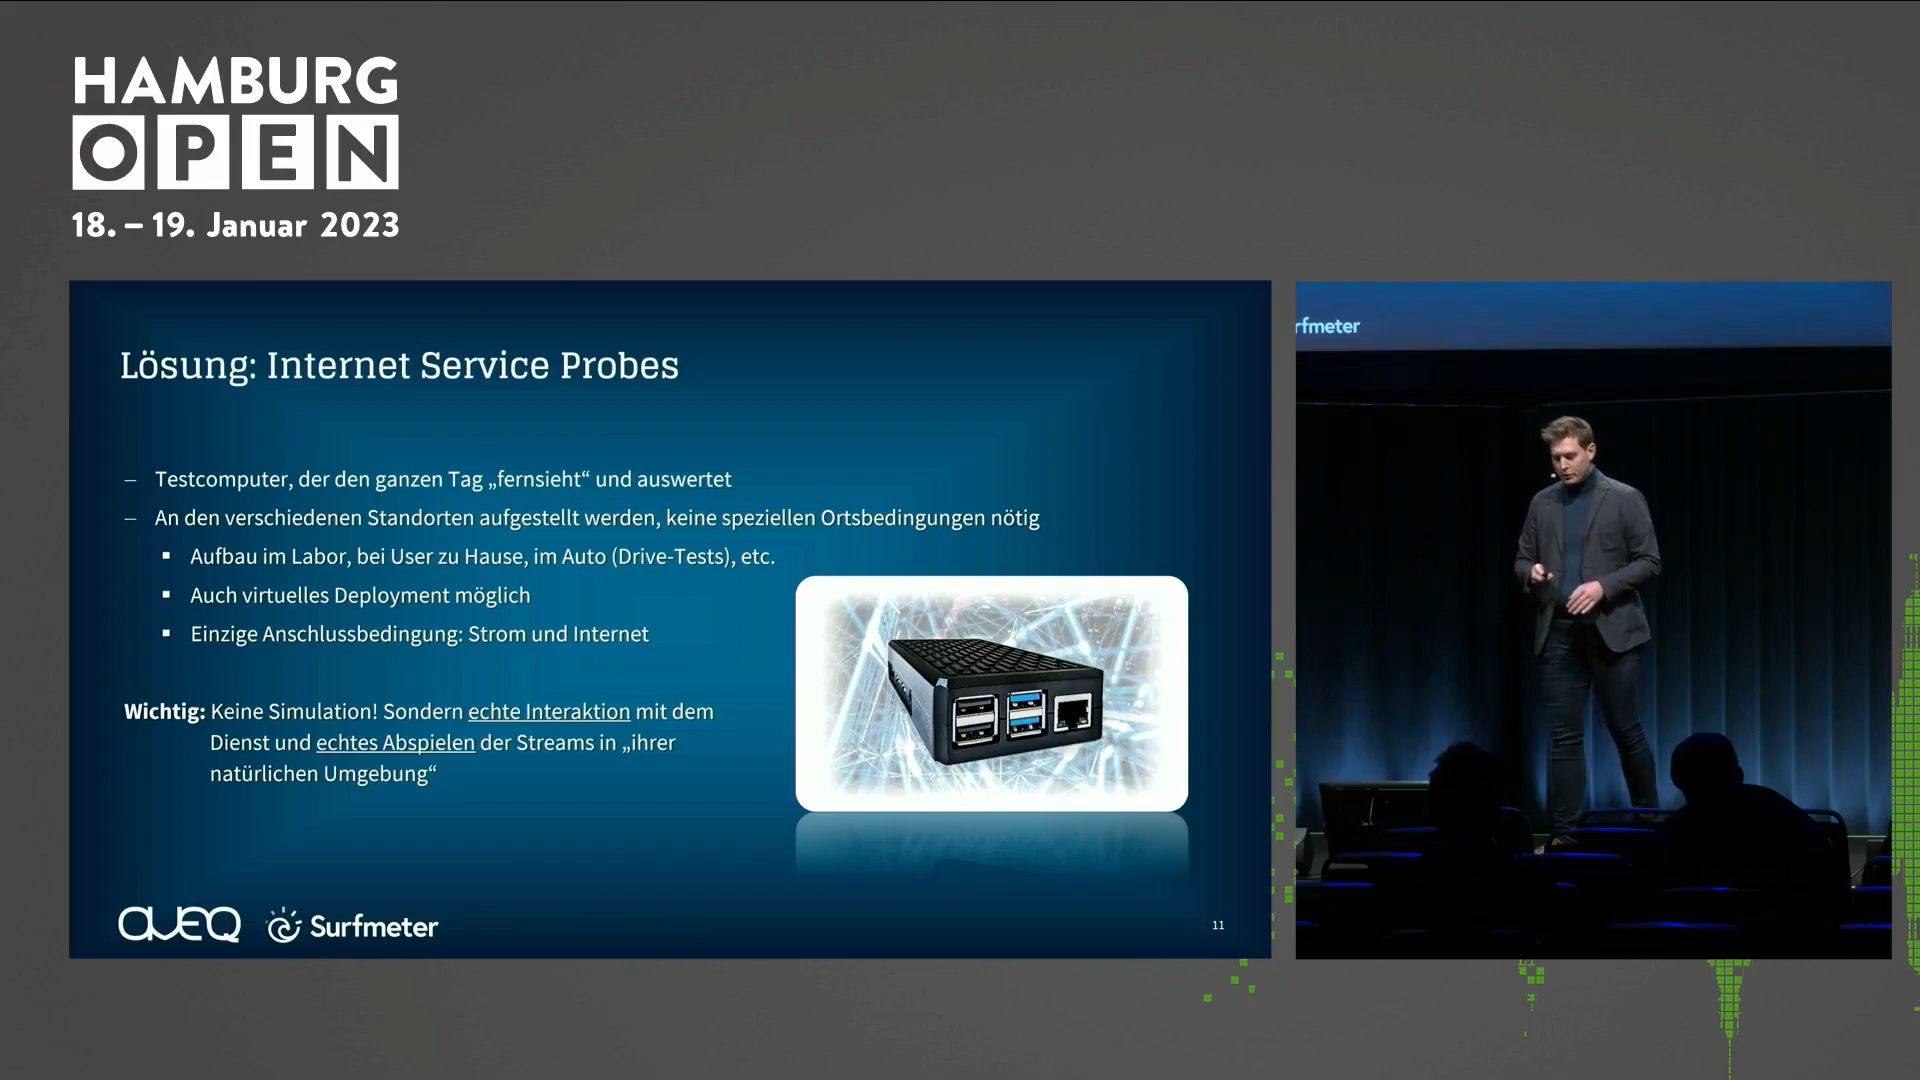 HAMBURG
OPEN
18. – 19. Januar 2023
Lösung: Internet Service Probes
– Testcomputer, der den ganzen Tag „fernsieht“ und auswertet
– An den verschiedenen Standorten aufgestellt werden, keine speziellen Ortsbedingungen nötig
▪ Aufbau im Labor, bei User zu Hause, im Auto (Drive-Tests), etc.
▪ Auch virtuelles Deployment möglich
▪ Einzige Anschlussbedingung: Strom und Internet
Wichtig: Keine Simulation! Sondern echte Interaktion mit dem
Dienst und echtes Abspielen der Streams in „ihrer
natürlichen Umgebung“
AVEQ Surfmeter
11
rfmeter